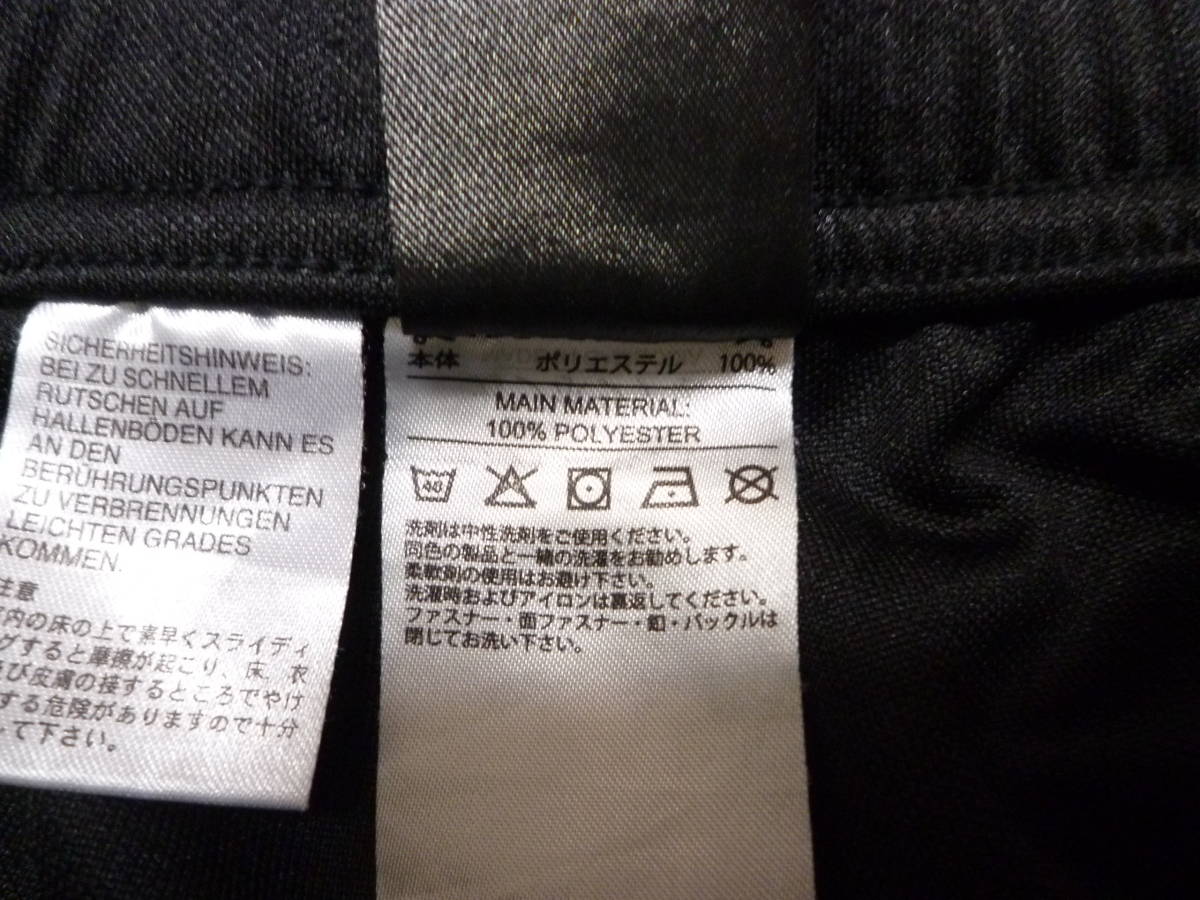 SICHERHEITSHINWEIS:
BEI ZU SCHNELLEM
RUTSCHEN AUF
HALLENBÖDEN KANN ES
AN DEN
BERÜHRUNGSPUNKTEN
ZU VERBRENNUNGEN
LEICHTEN GRADES
KOMMEN.
注意
内の床の上で素早くスライディ
グすると摩擦が起こり、床、衣
び皮膚の接するところでやけ
する危険がありますので十分
て下さい。
本体 ポリエステル 100%
MAIN MATERIAL:
100% POLYESTER
40
洗剤は中性洗剤をご使用ください。
同色の製品と一緒の洗濯をお勧めします。
柔軟剤の使用はお避け下さい。
洗濯時およびアイロンは裏返してください。
ファスナー・面ファスナー・釦・バックルは
閉じてお洗い下さい。